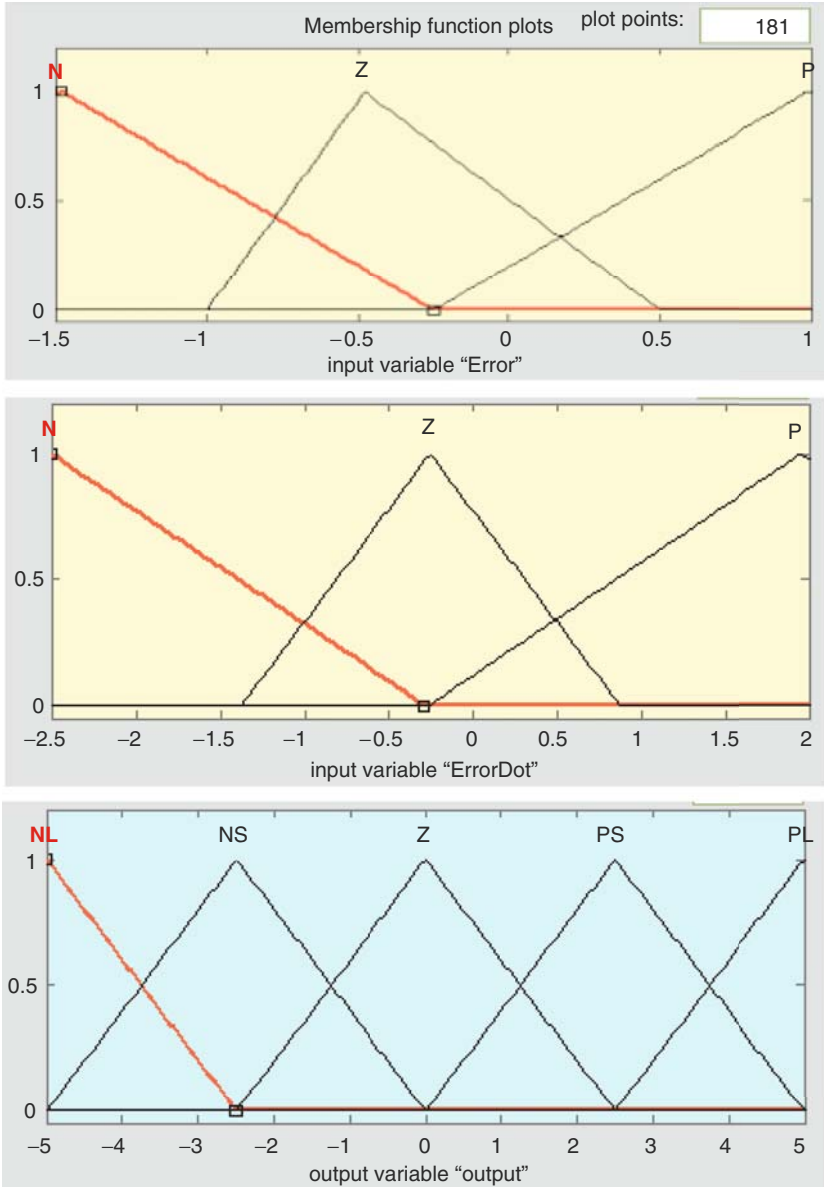 Membership function plots plot points: 181
N Z P
1
0.5
0
−1.5 −1 −0.5 0 0.5 1
input variable “Error”
N Z P
1
0.5
0
−2.5 −2 −1.5 −1 −0.5 0 0.5 1 1.5 2
input variable “ErrorDot”
NL NS Z PS PL
1
0.5
0
−5 −4 −3 −2 −1 0 1 2 3 4 5
output variable “output”